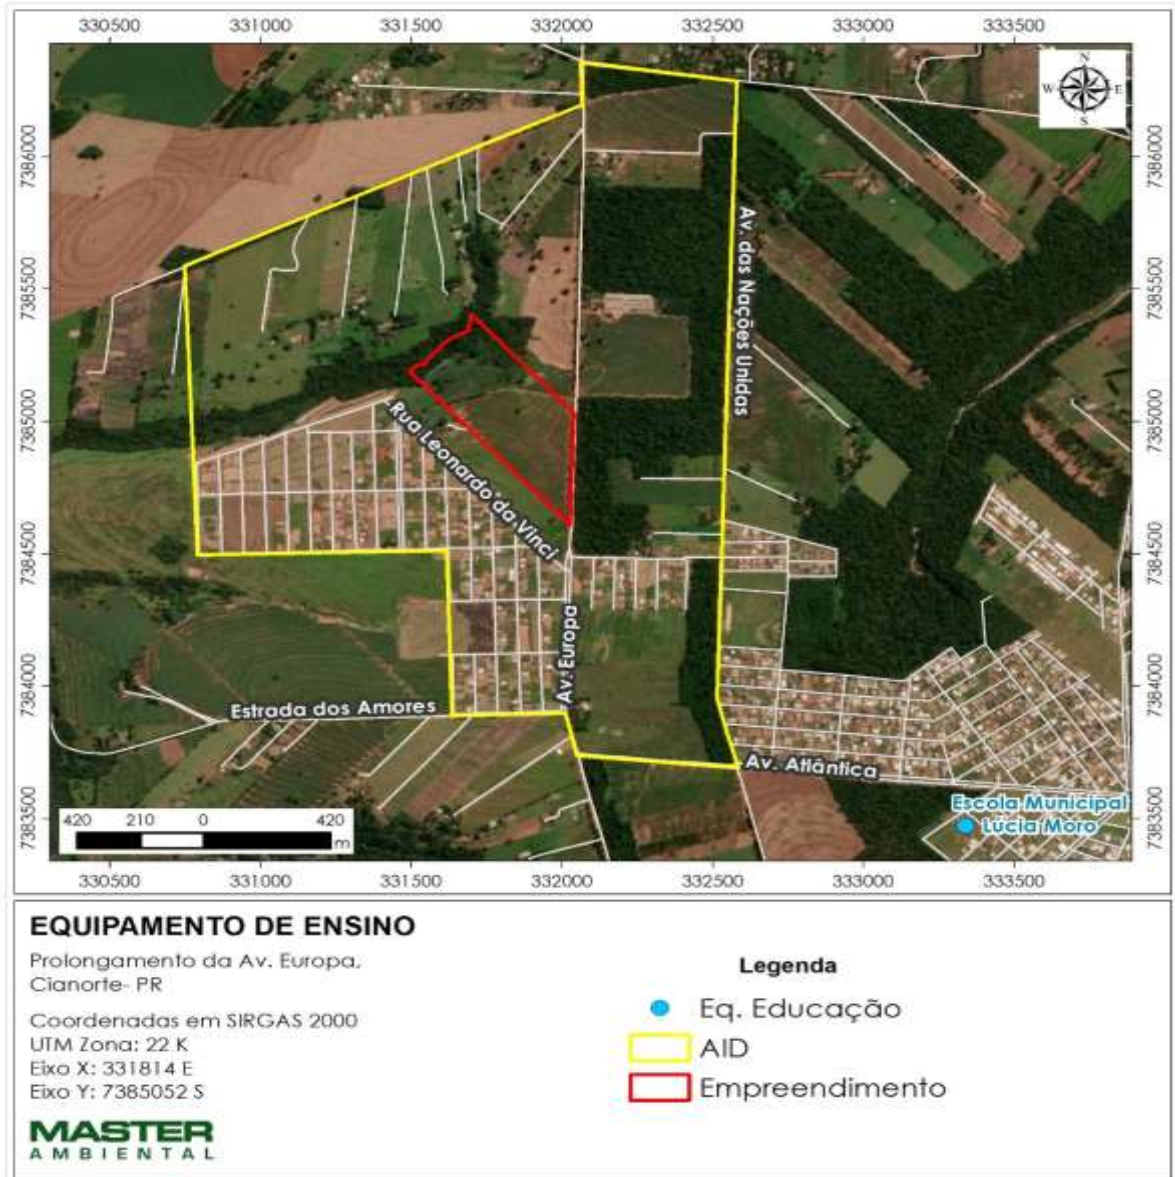 330500 331000 331500 332000 332500 333000 333500
N
W E
S
7386000 7386000
7385500 7385500
Av. das Nações Unidas
7385000 7385000
Rua Leonardo da Vinci
7384500 7384500
Av. Europa
7384000 7384000
Estrada dos Amores
Av. Atlântica
Escola Municipal
Lúcia Moro
7383500 7383500
420 210 0 420
m
330500 331000 331500 332000 332500 333000 333500
EQUIPAMENTO DE ENSINO
Prolongamento da Av. Europa,
Cianorte- PR
Coordenadas em SIRGAS 2000
UTM Zona: 22 K
Eixo X: 331814 E
Eixo Y: 7385052 S
MASTER
AMBIENTAL
Legenda
Eq. Educação
AID
Empreendimento